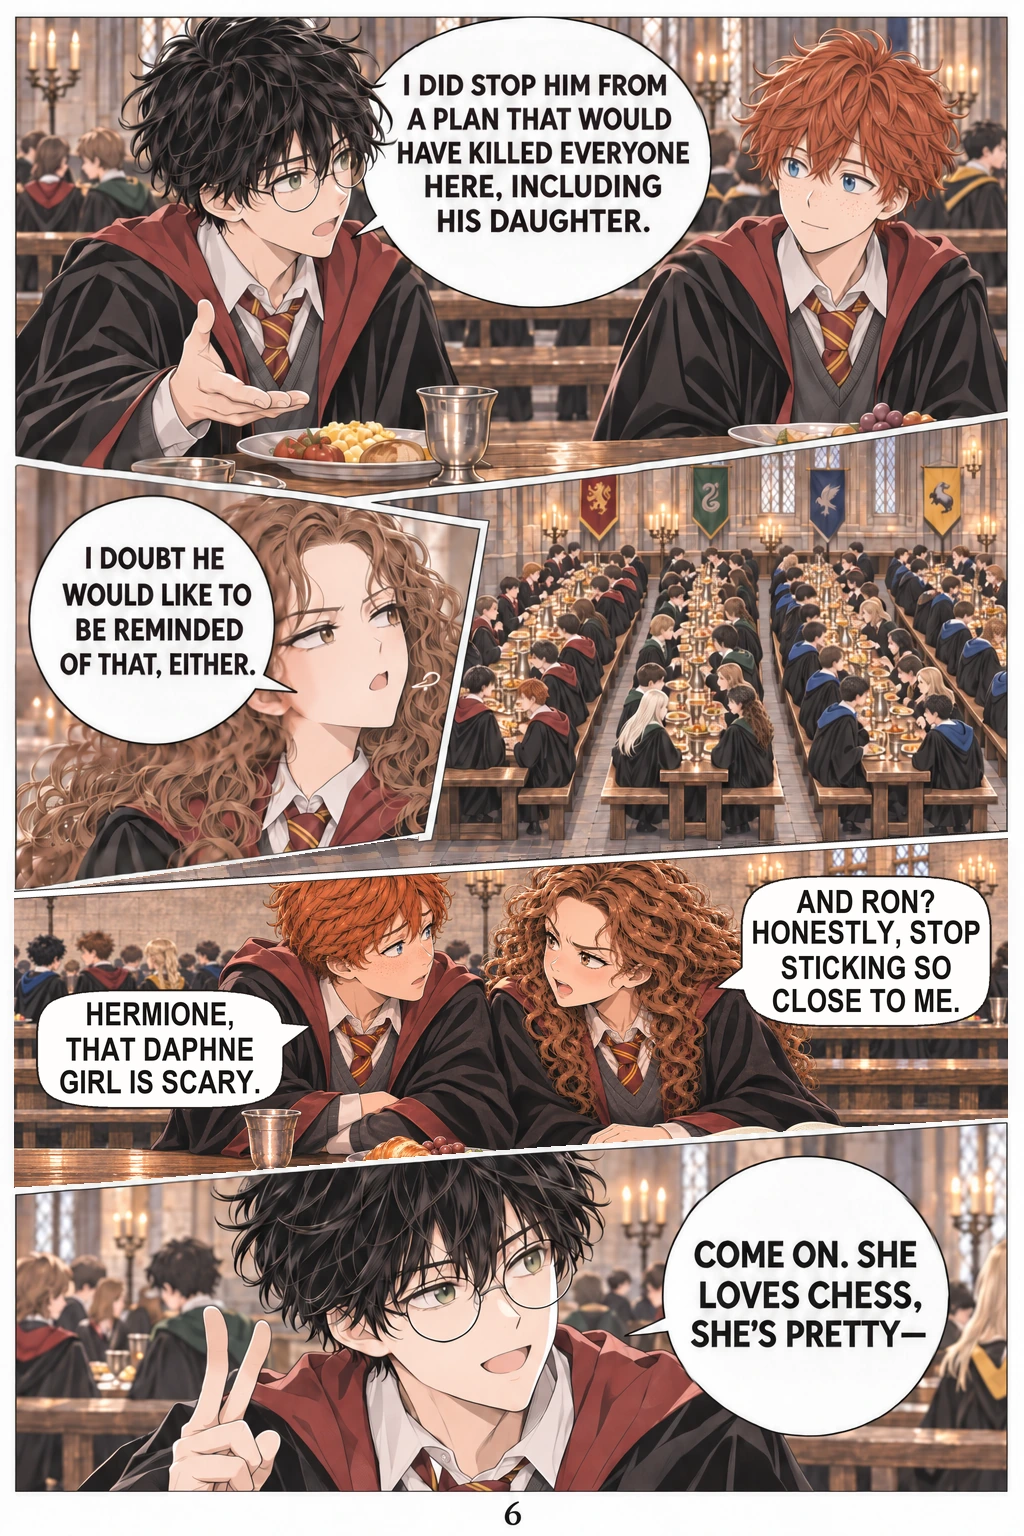 I DID STOP HIM FROM
A PLAN THAT WOULD
HAVE KILLED EVERYONE
HERE, INCLUDING
HIS DAUGHTER.
I DOUBT HE
WOULD LIKE TO
BE REMINDED
OF THAT, EITHER.
HERMIONE,
THAT DAPHNE
GIRL IS SCARY.
AND RON?
HONESTLY, STOP
STICKING SO
CLOSE TO ME.
COME ON. SHE
LOVES CHESS,
SHE'S PRETTY—
6